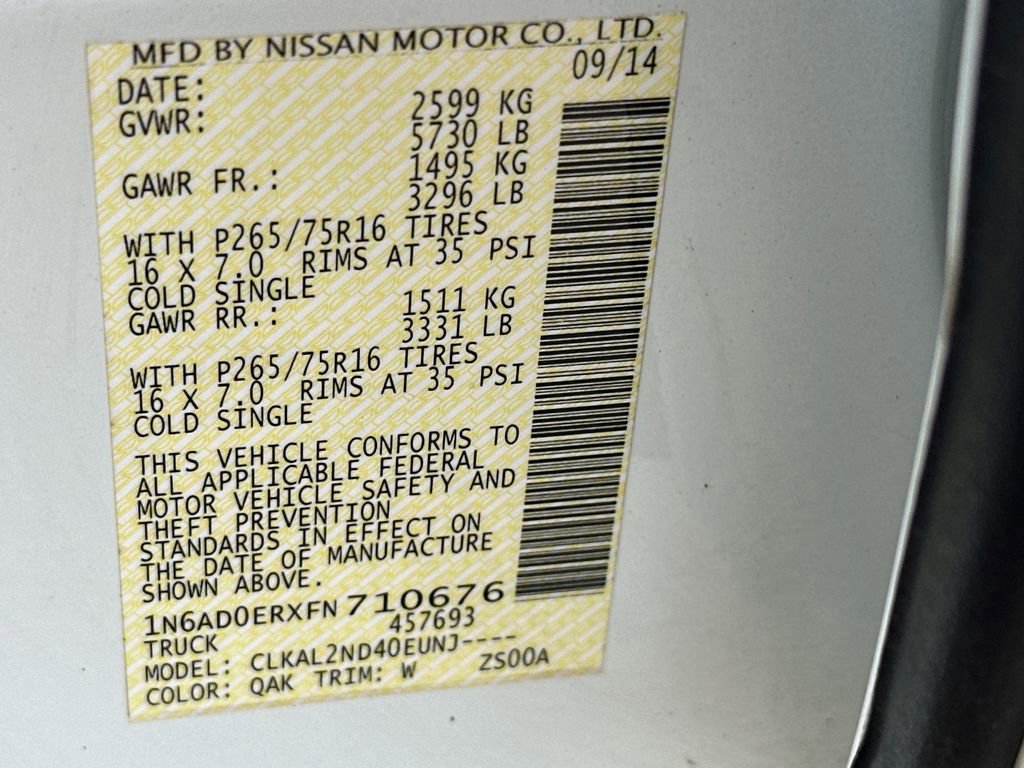 MFD BY NISSAN MOTOR CO., LTD.
DATE: 09/14
GVWR: 2599 KG
5730 LB
GAWR FR.: 1495 KG
3296 LB
WITH P265/75R16 TIRES
16 X 7.0 RIMS AT 35 PSI
COLD SINGLE
GAWR RR.: 1511 KG
3331 LB
WITH P265/75R16 TIRES
16 X 7.0 RIMS AT 35 PSI
COLD SINGLE
THIS VEHICLE CONFORMS TO
ALL APPLICABLE FEDERAL
MOTOR VEHICLE SAFETY AND
THEFT PREVENTION
STANDARDS IN EFFECT ON
THE DATE OF MANUFACTURE
SHOWN ABOVE.
1N6AD0ERXFN710676
TRUCK 457693
MODEL: CLKAL2ND40EUNJ----
COLOR: QAK TRIM: W ZS00A